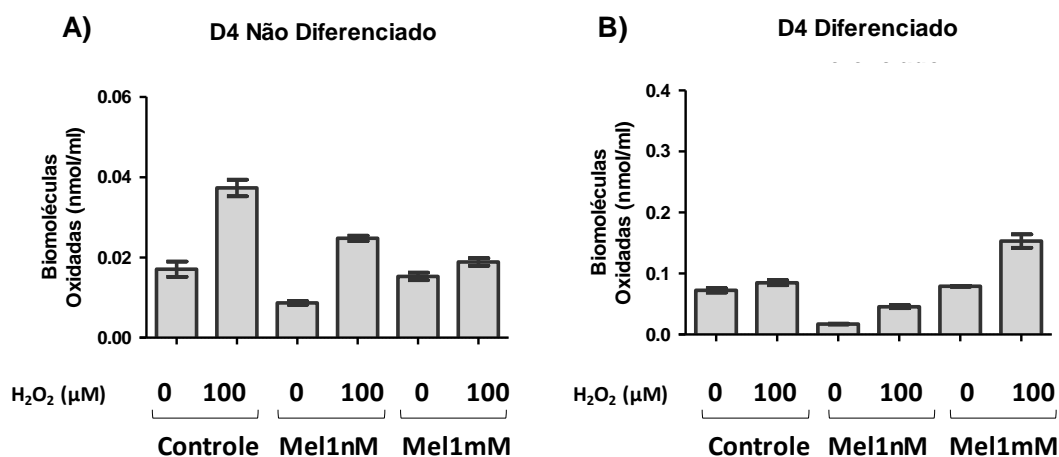 A) D4 Não Diferenciado
Biomoléculas
Oxidadas (nmol/ml)
0.06
0.04
0.02
0.00
H₂O₂ (µM) 0 100 0 100 0 100
Controle Mel1nM Mel1mM
B) D4 Diferenciado
Biomoléculas
Oxidadas (nmol/ml)
0.4
0.3
0.2
0.1
0.0
H₂O₂ (µM) 0 100 0 100 0 100
Controle Mel1nM Mel1mM